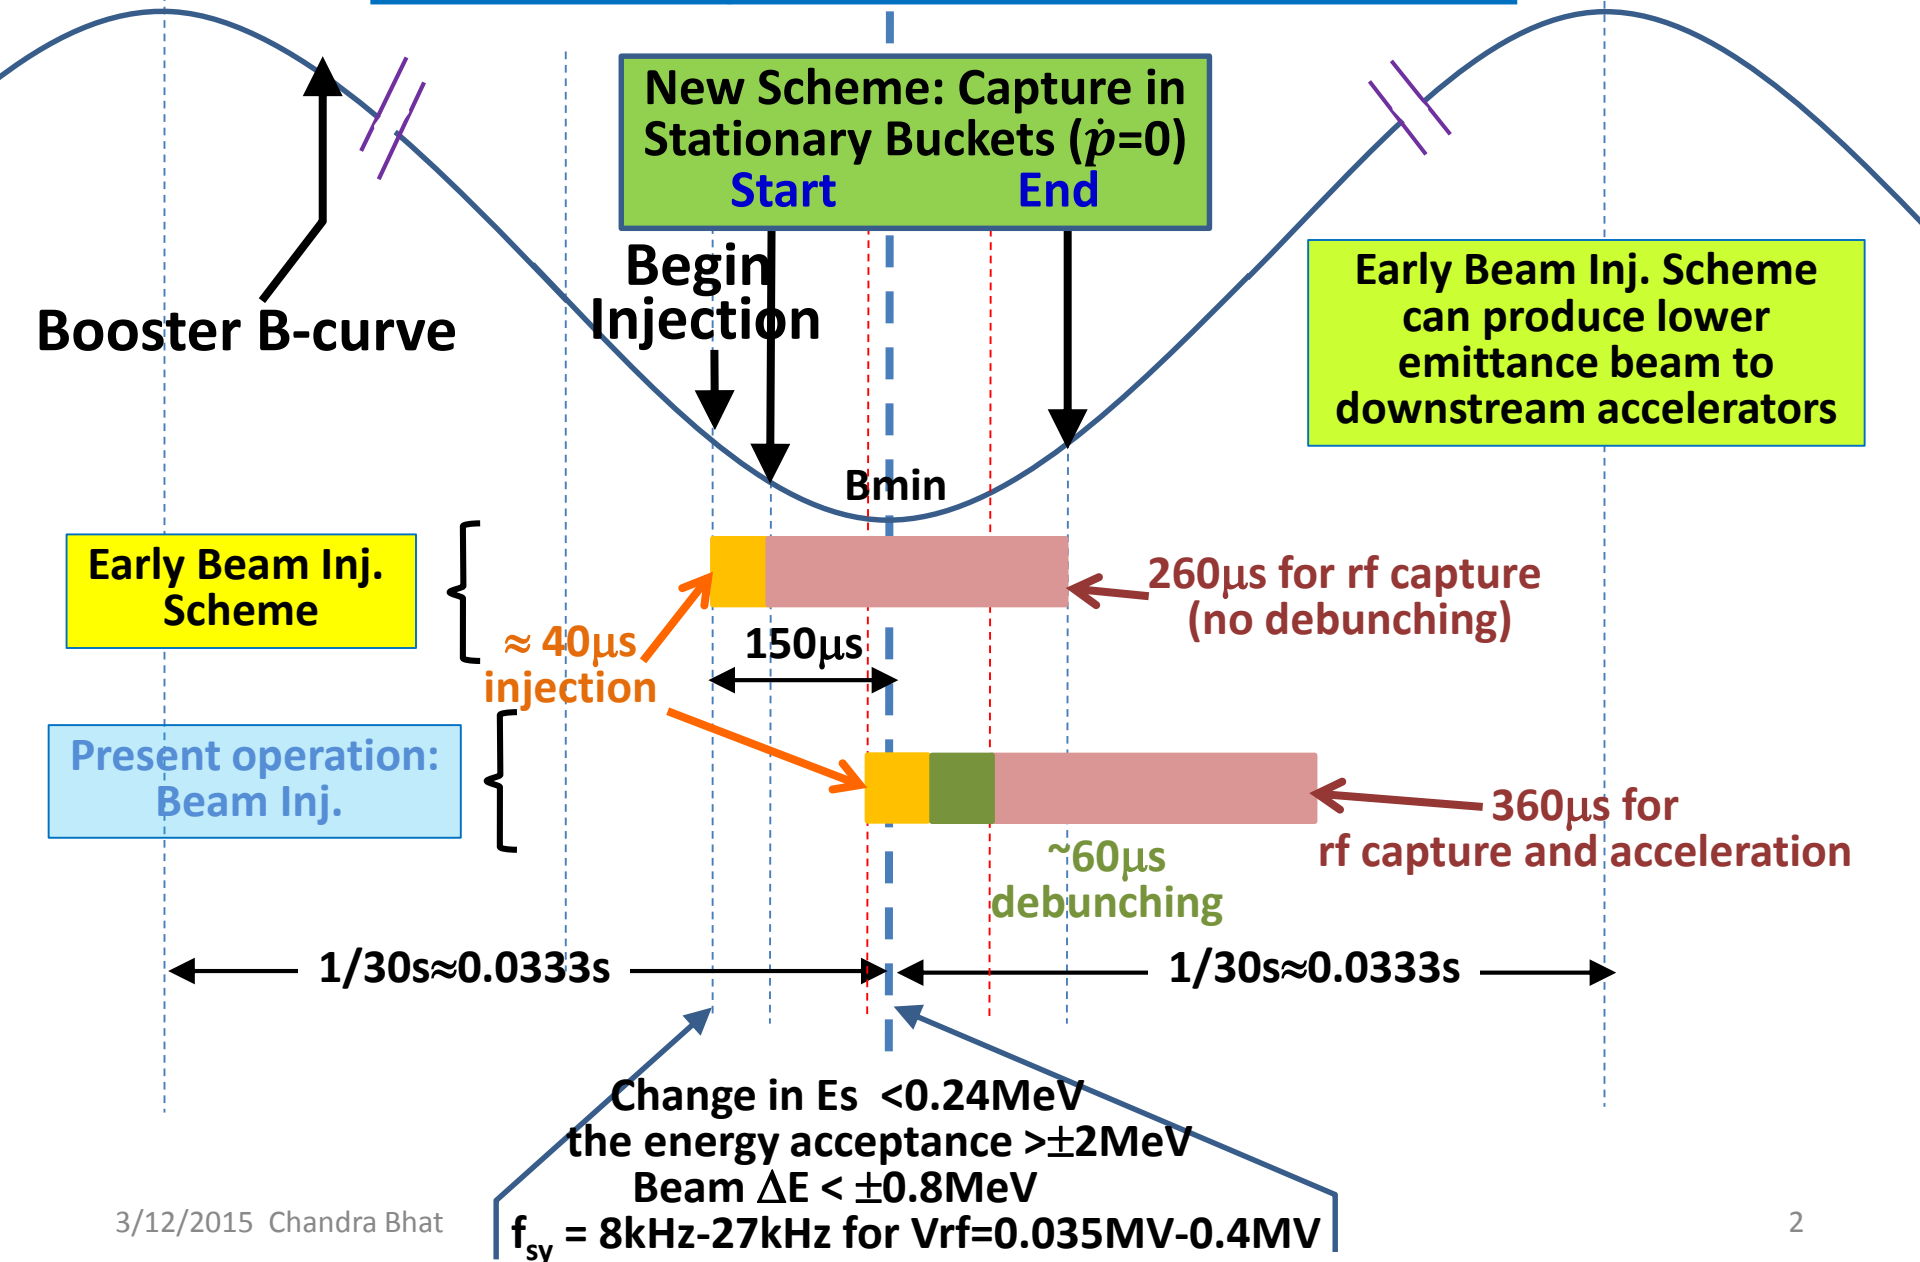 New Scheme: Capture in
Stationary Buckets (ṗ=0)
Start End
Begin
Injection
Booster B-curve
Early Beam Inj. Scheme
can produce lower
emittance beam to
downstream accelerators
Bmin
Early Beam Inj.
Scheme
260µs for rf capture
(no debunching)
≈ 40µs
injection
150µs
Present operation:
Beam Inj.
360µs for
rf capture and acceleration
~60µs
debunching
1/30s≈0.0333s
1/30s≈0.0333s
Change in Es <0.24MeV
the energy acceptance >±2MeV
Beam ΔE < ±0.8MeV
fsy = 8kHz-27kHz for Vrf=0.035MV-0.4MV
3/12/2015 Chandra Bhat
2